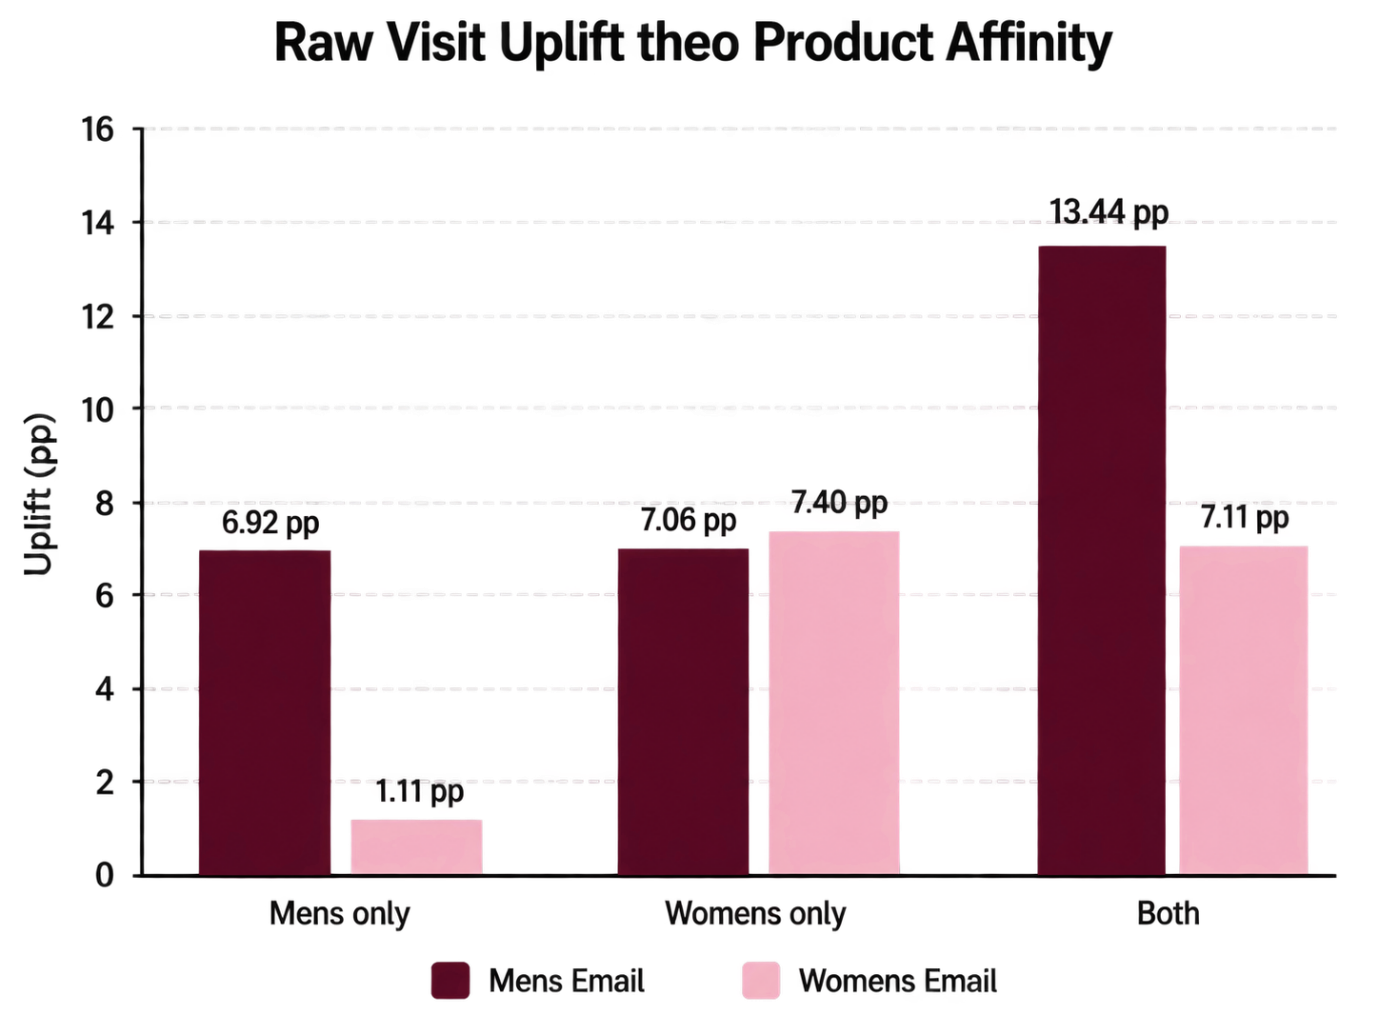 Raw Visit Uplift theo Product Affinity
Uplift (pp)
16
14
12
10
8
6
4
2
0
6.92 pp
1.11 pp
7.06 pp
7.40 pp
13.44 pp
7.11 pp
Mens only
Womens only
Both
Mens Email
Womens Email